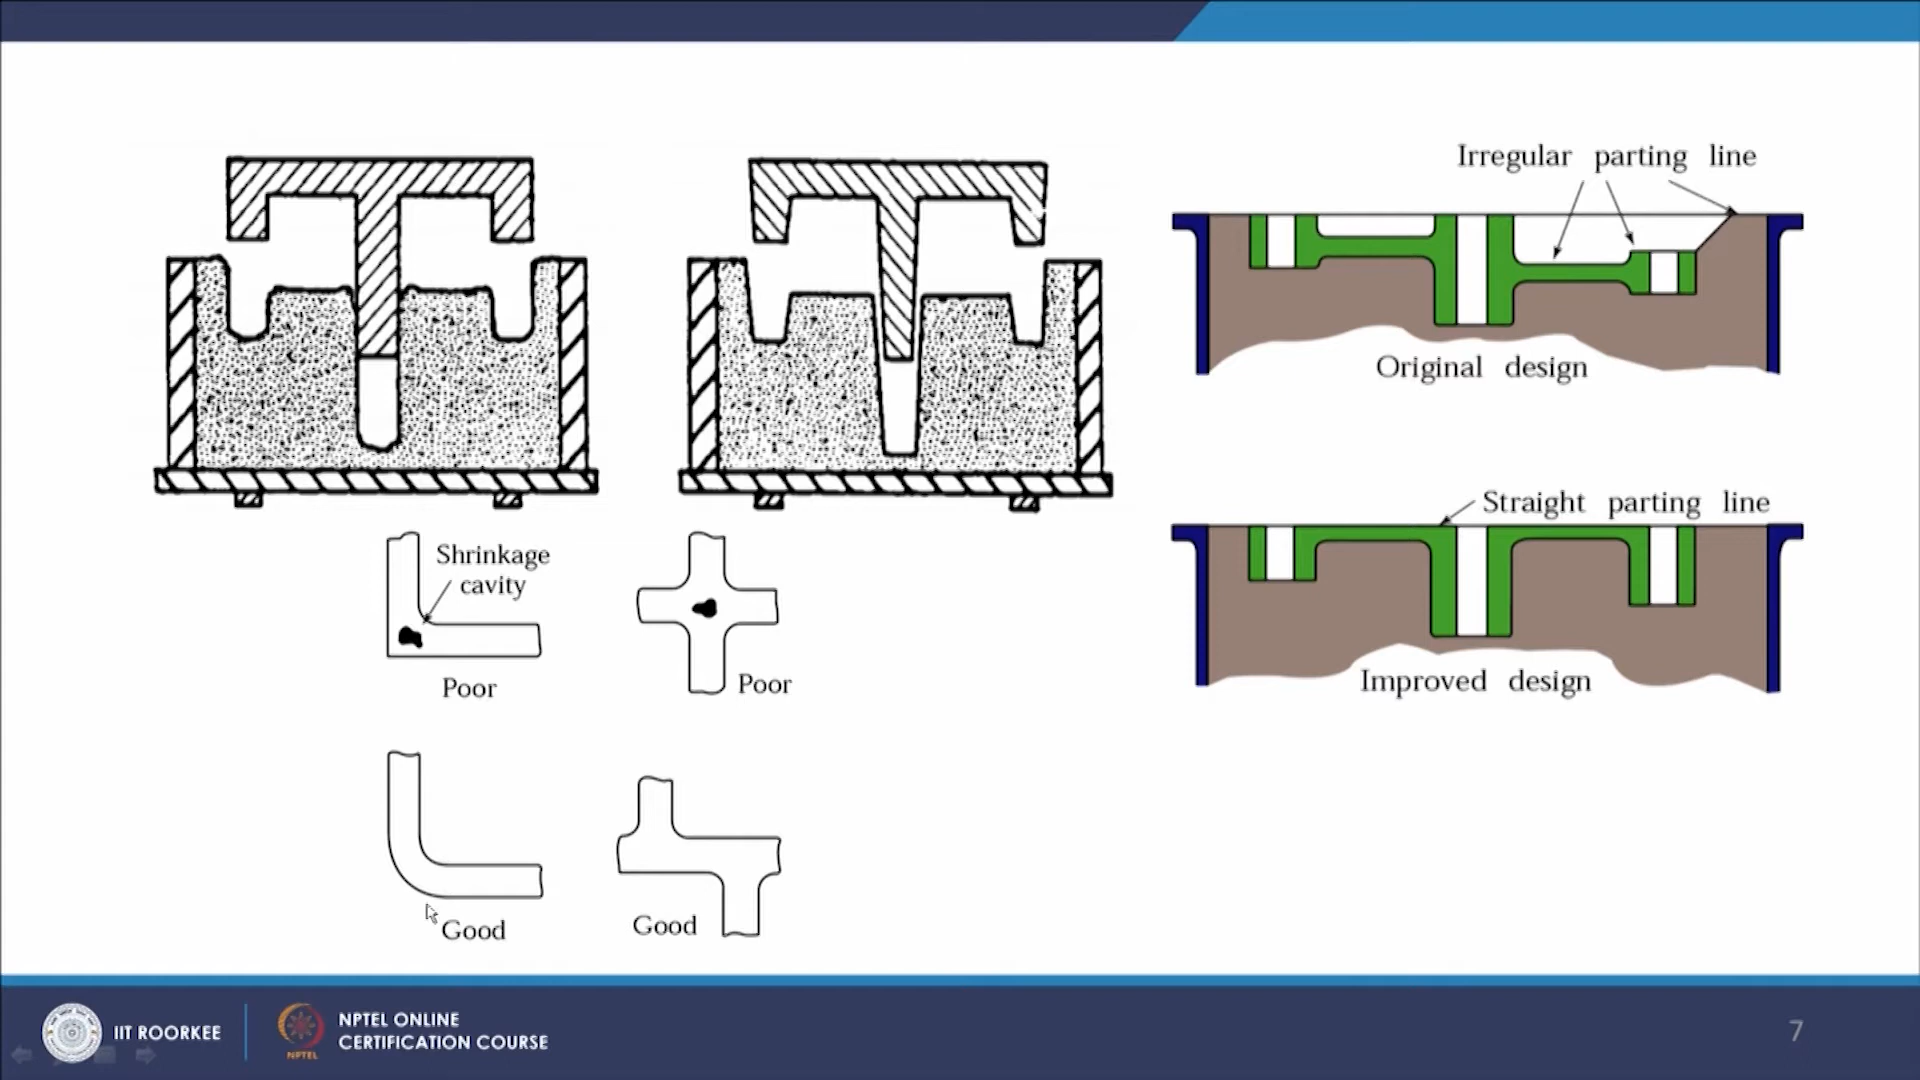 Irregular parting line
Original design
Straight parting line
Improved design
Shrinkage
cavity
Poor
Poor
Good
Good
IIT ROORKEE
NPTEL
NPTEL ONLINE
CERTIFICATION COURSE
7